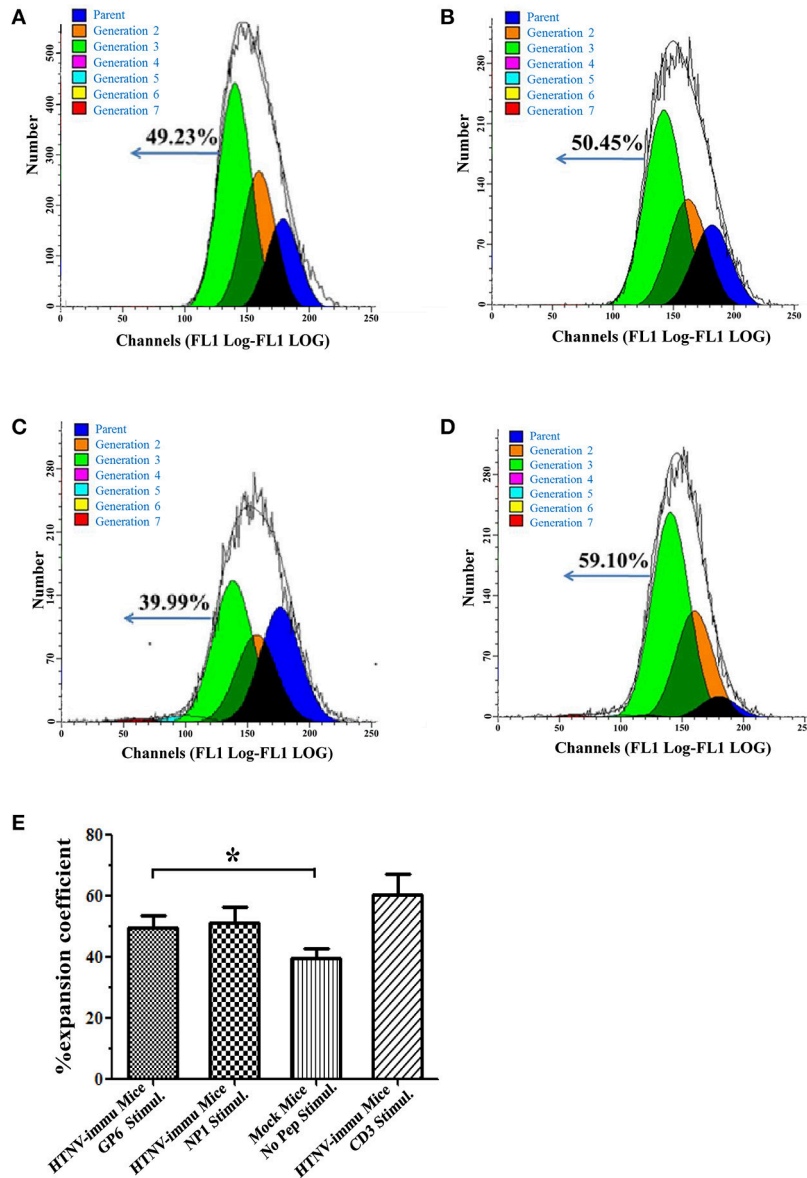 A
Parent
Generation 2
Generation 3
Generation 4
Generation 5
Generation 6
Generation 7
49.23%
Number
500
400
300
200
100
0
0 50 100 150 200 250
Channels (FL1 Log-FL1 LOG)
B
Parent
Generation 2
Generation 3
Generation 4
Generation 5
Generation 6
Generation 7
50.45%
Number
280
210
140
70
0
0 50 100 150 200 250
Channels (FL1 Log-FL1 LOG)
C
Parent
Generation 2
Generation 3
Generation 4
Generation 5
Generation 6
Generation 7
39.99%
Number
280
210
140
70
0
0 50 100 150 200 250
Channels (FL1 Log-FL1 LOG)
D
Parent
Generation 2
Generation 3
Generation 4
Generation 5
Generation 6
Generation 7
59.10%
Number
280
210
140
70
0
0 50 100 150 200 250
Channels (FL1 Log-FL1 LOG)
E
%expansion coefficient
80
60
40
20
0
*
HTNV-immu Mice
GP6 Stimul.
HTNV-immu Mice
NP1 Stimul.
Mock Mice
No Pep Stimul.
HTNV-immu Mice
CD3 Stimul.